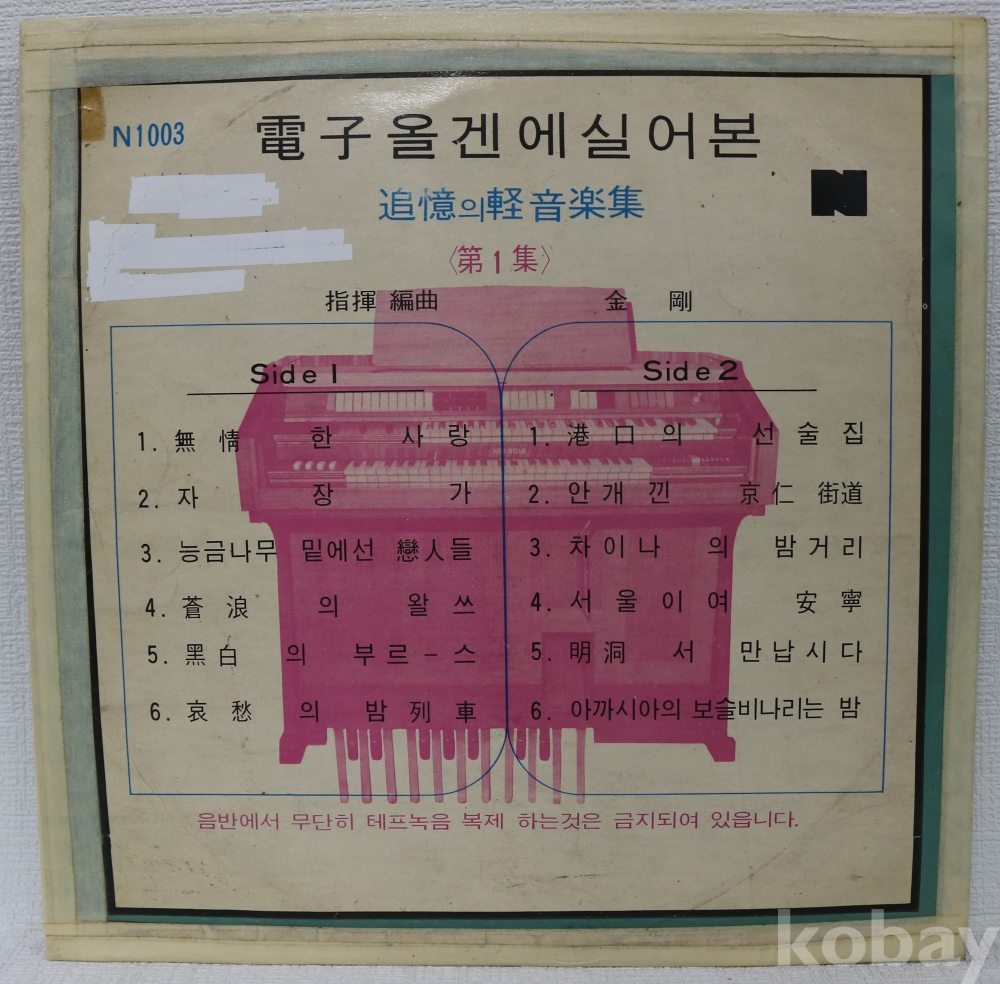 N1003
電子올겐에실어본
追憶의軽音楽集
N
〈第1集〉
指揮 編曲 金剛
Side 1
1. 無情한 사랑
2. 자장가
3. 능금나무 밑에선 戀人들
4. 蒼浪의 왈쓰
5. 黑白의 부르-스
6. 哀愁의 밤列車
Side 2
1. 港口의 선술집
2. 안개낀 京仁街道
3. 차이나의 밤거리
4. 서울이여 安寧
5. 明洞서 만납시다
6. 아까시아의 보슬비나리는 밤
음반에서 무단히 테프녹음 복제 하는것은 금지되여 있읍니다.
kobay